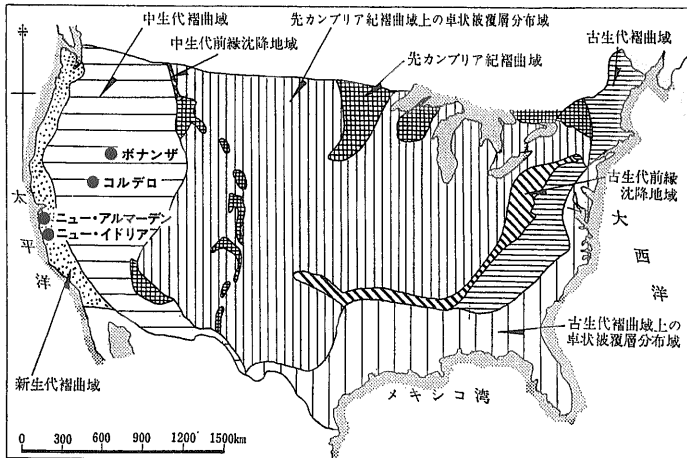 中生代褶曲域
中生代前縁沈降地域
先カンブリア紀褶曲域上の卓状被覆層分布域
先カンブリア紀褶曲域
古生代褶曲域
ボナンザ
コルデロ
ニュー・アルマーデン
ニュー・イドリア
太平洋
古生代前縁
沈降地域
大西洋
古生代褶曲域上の
卓状被覆層分布域
新生代褶曲域
メキシコ湾
0 300 600 900 1200 1500km